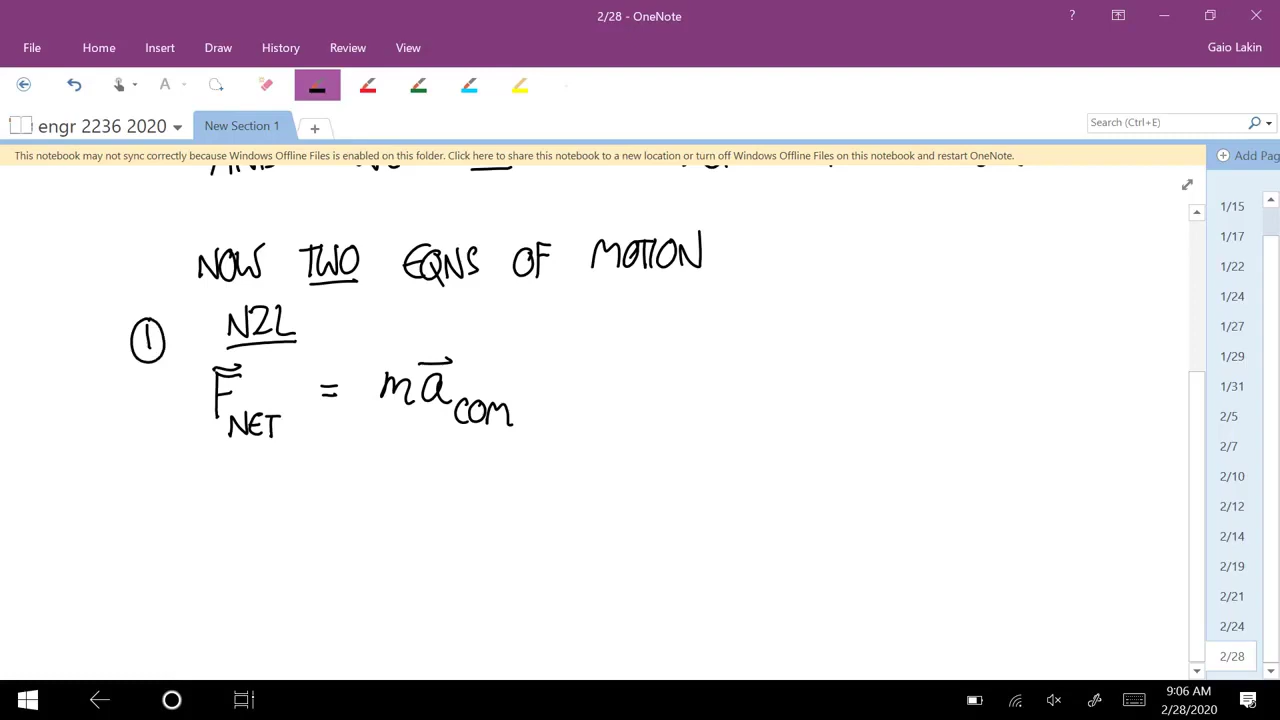 2/28 - OneNote
?
File Home Insert Draw History Review View
Gaio Lakin
A
engr 2236 2020
New Section 1
+
Search (Ctrl+E)
This notebook may not sync correctly because Windows Offline Files is enabled on this folder. Click here to share this notebook to a new location or turn off Windows Offline Files on this notebook and restart OneNote.
Add Pag
AND
NOW TWO EQNS OF MOTION
① N2L
F⃗ NET = m a⃗ COM
1/15
1/17
1/22
1/24
1/27
1/29
1/31
2/5
2/7
2/10
2/12
2/14
2/19
2/21
2/24
2/28
9:06 AM
2/28/2020